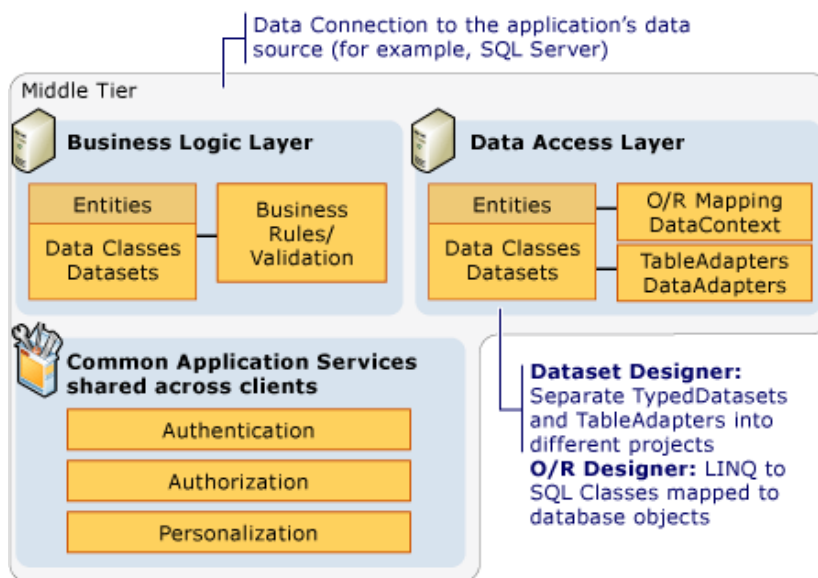 Data Connection to the application's data
source (for example, SQL Server)
Middle Tier
Business Logic Layer
Entities
Data Classes
Datasets
Business
Rules/
Validation
Data Access Layer
Entities
Data Classes
Datasets
O/R Mapping
DataContext
TableAdapters
DataAdapters
Common Application Services
shared across clients
Authentication
Authorization
Personalization
Dataset Designer:
Separate TypedDatasets
and TableAdapters into
different projects
O/R Designer: LINQ to
SQL Classes mapped to
database objects